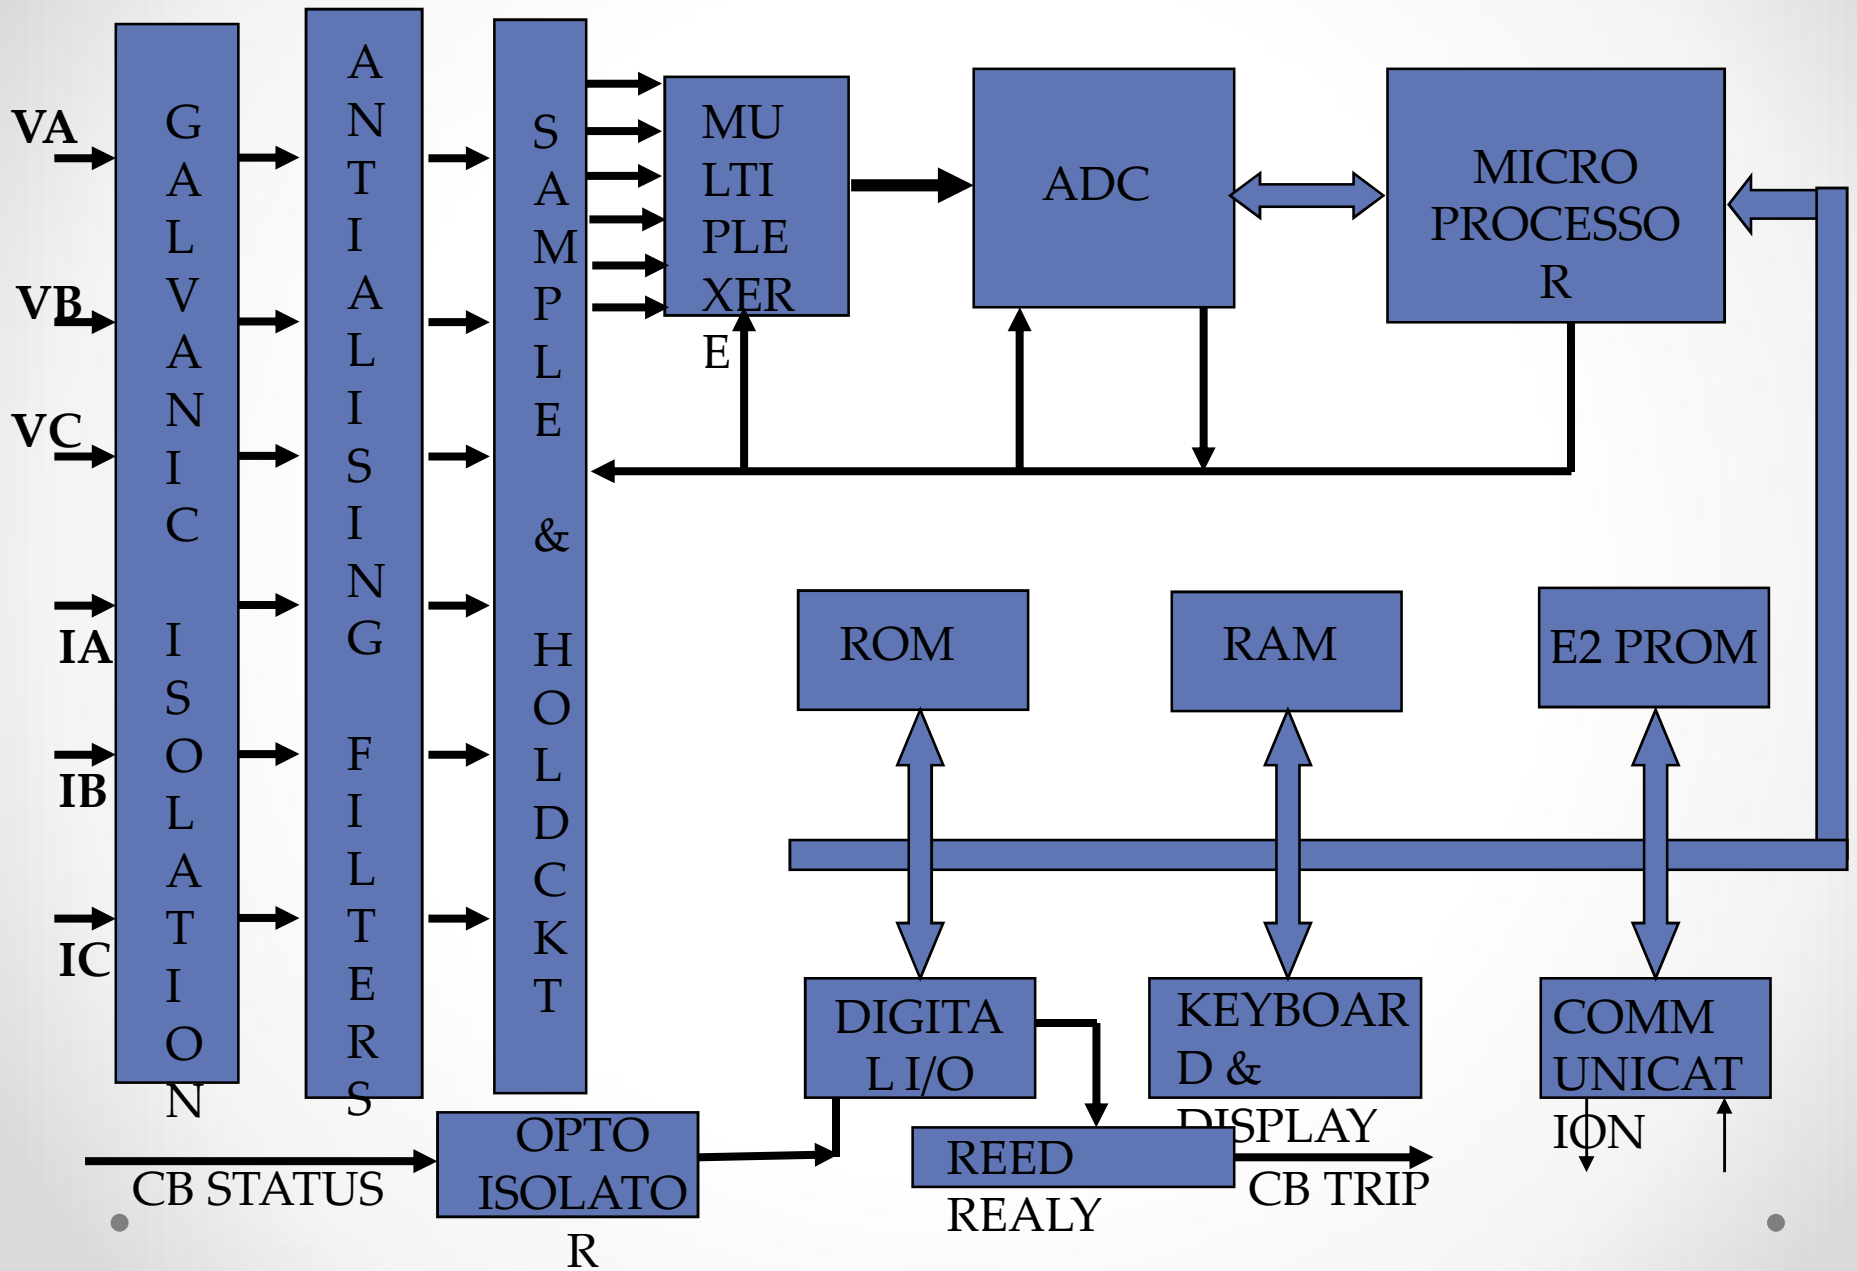 VA
VB
VC
IA
IB
IC
G
A
L
V
A
N
I
C
I
S
O
L
A
T
I
O
N
A
N
T
I
A
L
I
S
I
N
G
F
I
L
T
E
R
S
S
A
M
P
L
E
&
H
O
L
D
C
K
T
MU
LTI
PLE
XER
E
ADC
MICRO
PROCESSO
R
ROM
RAM
E2 PROM
DIGITA
L I/O
KEYBOAR
D &
DISPLAY
COMM
UNICAT
ION
OPTO
ISOLATO
R
CB STATUS
REED
REALY
CB TRIP